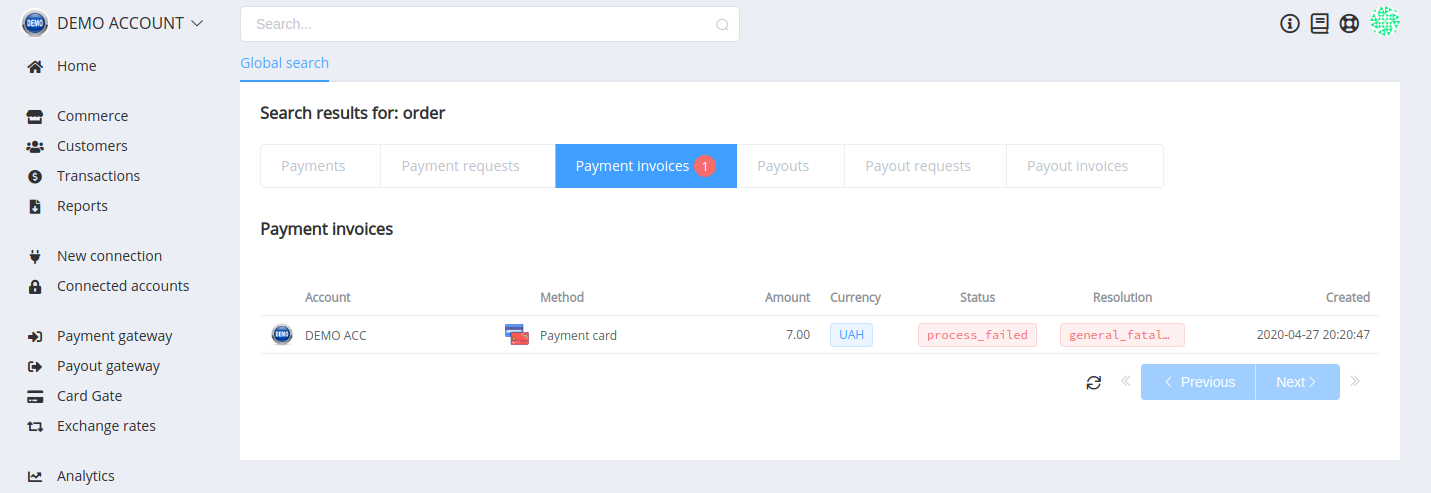 DEMO DEMO ACCOUNT
Search...
Home
Commerce
Customers
Transactions
Reports
New connection
Connected accounts
Payment gateway
Payout gateway
Card Gate
Exchange rates
Analytics
Global search
Search results for: order
Payments Payment requests Payment invoices 1 Payouts Payout requests Payout invoices
Payment invoices
Account Method Amount Currency Status Resolution Created
DEMO DEMO ACC Payment card 7.00 UAH process_failed general_fatal… 2020-04-27 20:20:47
Previous Next